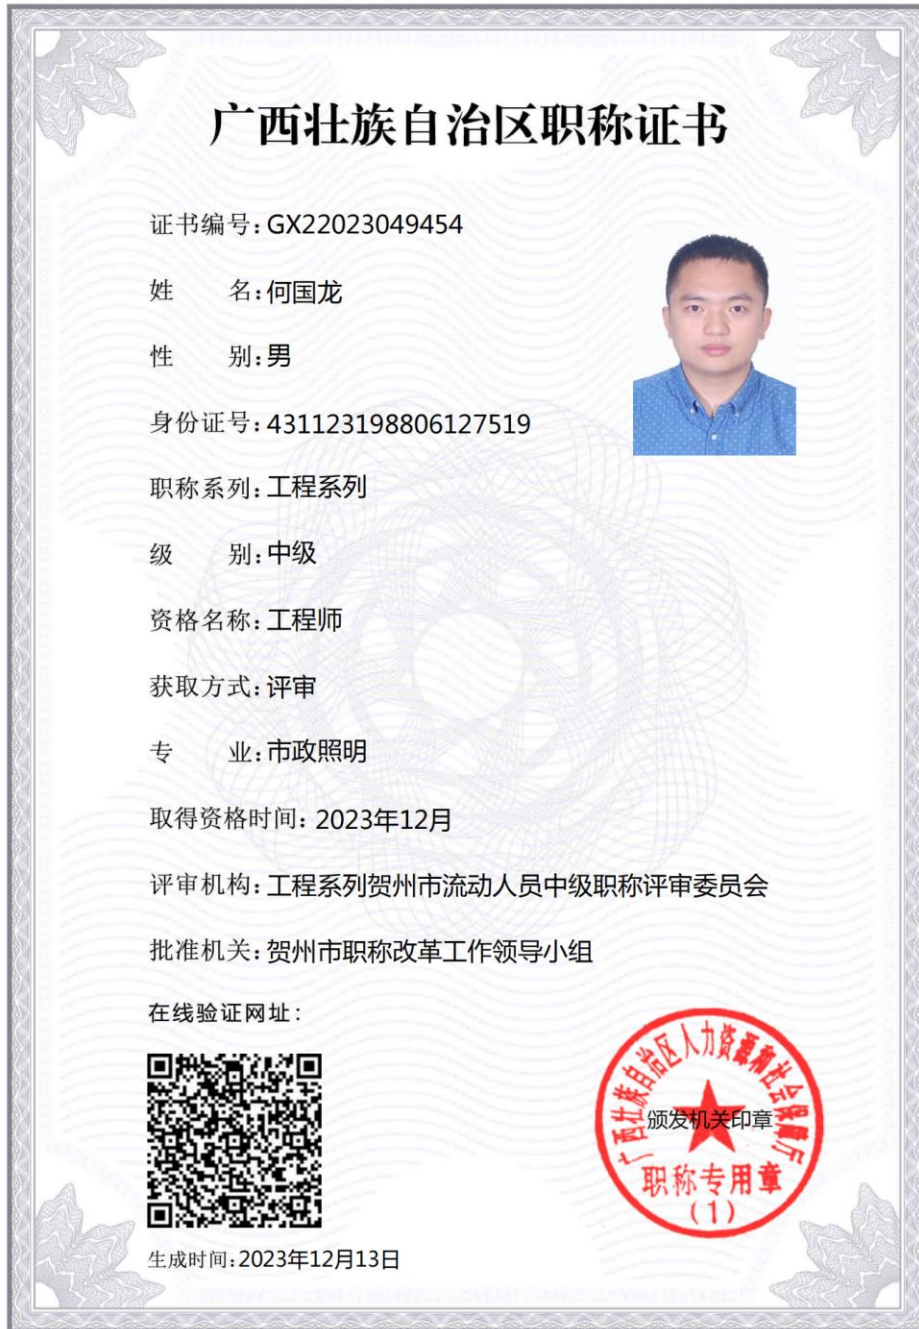 广西壮族自治区职称证书
证书编号:GX22023049454
姓 名:何国龙
性 别:男
身份证号:431123198806127519
职称系列:工程系列
级 别:中级
资格名称:工程师
获取方式:评审
专 业:市政照明
取得资格时间:2023年12月
评审机构:工程系列贺州市流动人员中级职称评审委员会
批准机关:贺州市职称改革工作领导小组
在线验证网址:
广西壮族自治区人力资源和社会保障厅
颁发机关印章
职称专用章
(1)
生成时间:2023年12月13日